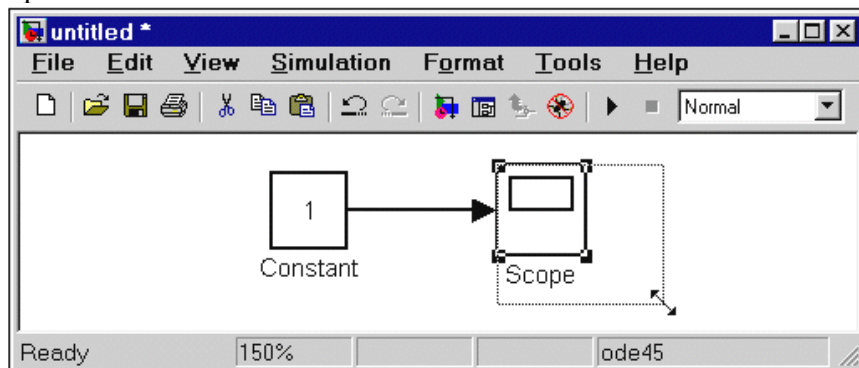 untitled *
File Edit View Simulation Format Tools Help
Normal
1
Constant
Scope
Ready 150% ode45